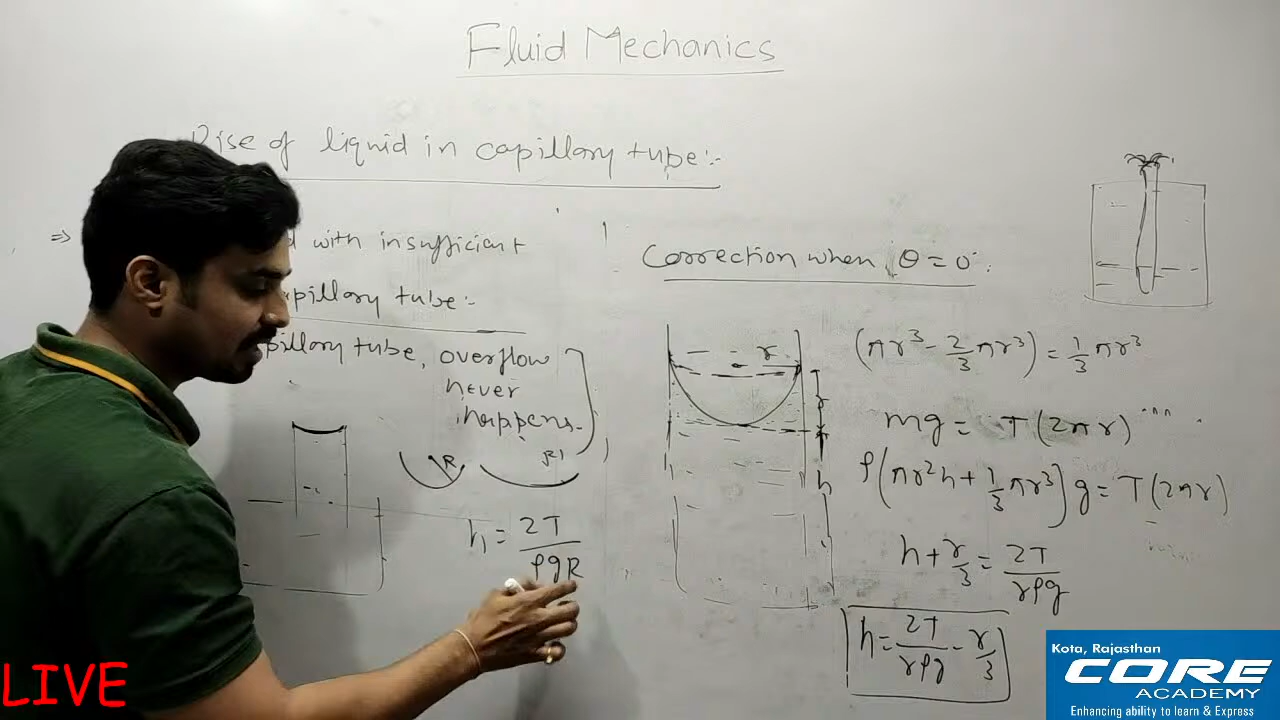 Fluid Mechanics
Rise of liquid in capillary tube:-
⇒
with insufficient
capillary tube:-
capillary tube, overflow
never
happens.
R
R1
h₁ = 2T/ρgR
Correction when θ = 0°.
r
r
h
(πr³ - 2/3 πr³) = 1/3 πr³
mg = T(2πr)
ρ(πr²h + 1/3 πr³)g = T(2πr)
h + r/3 = 2T/rρg
h = 2T/rρg - r/3
LIVE
Kota, Rajasthan
CORE
ACADEMY
Enhancing ability to learn & Express